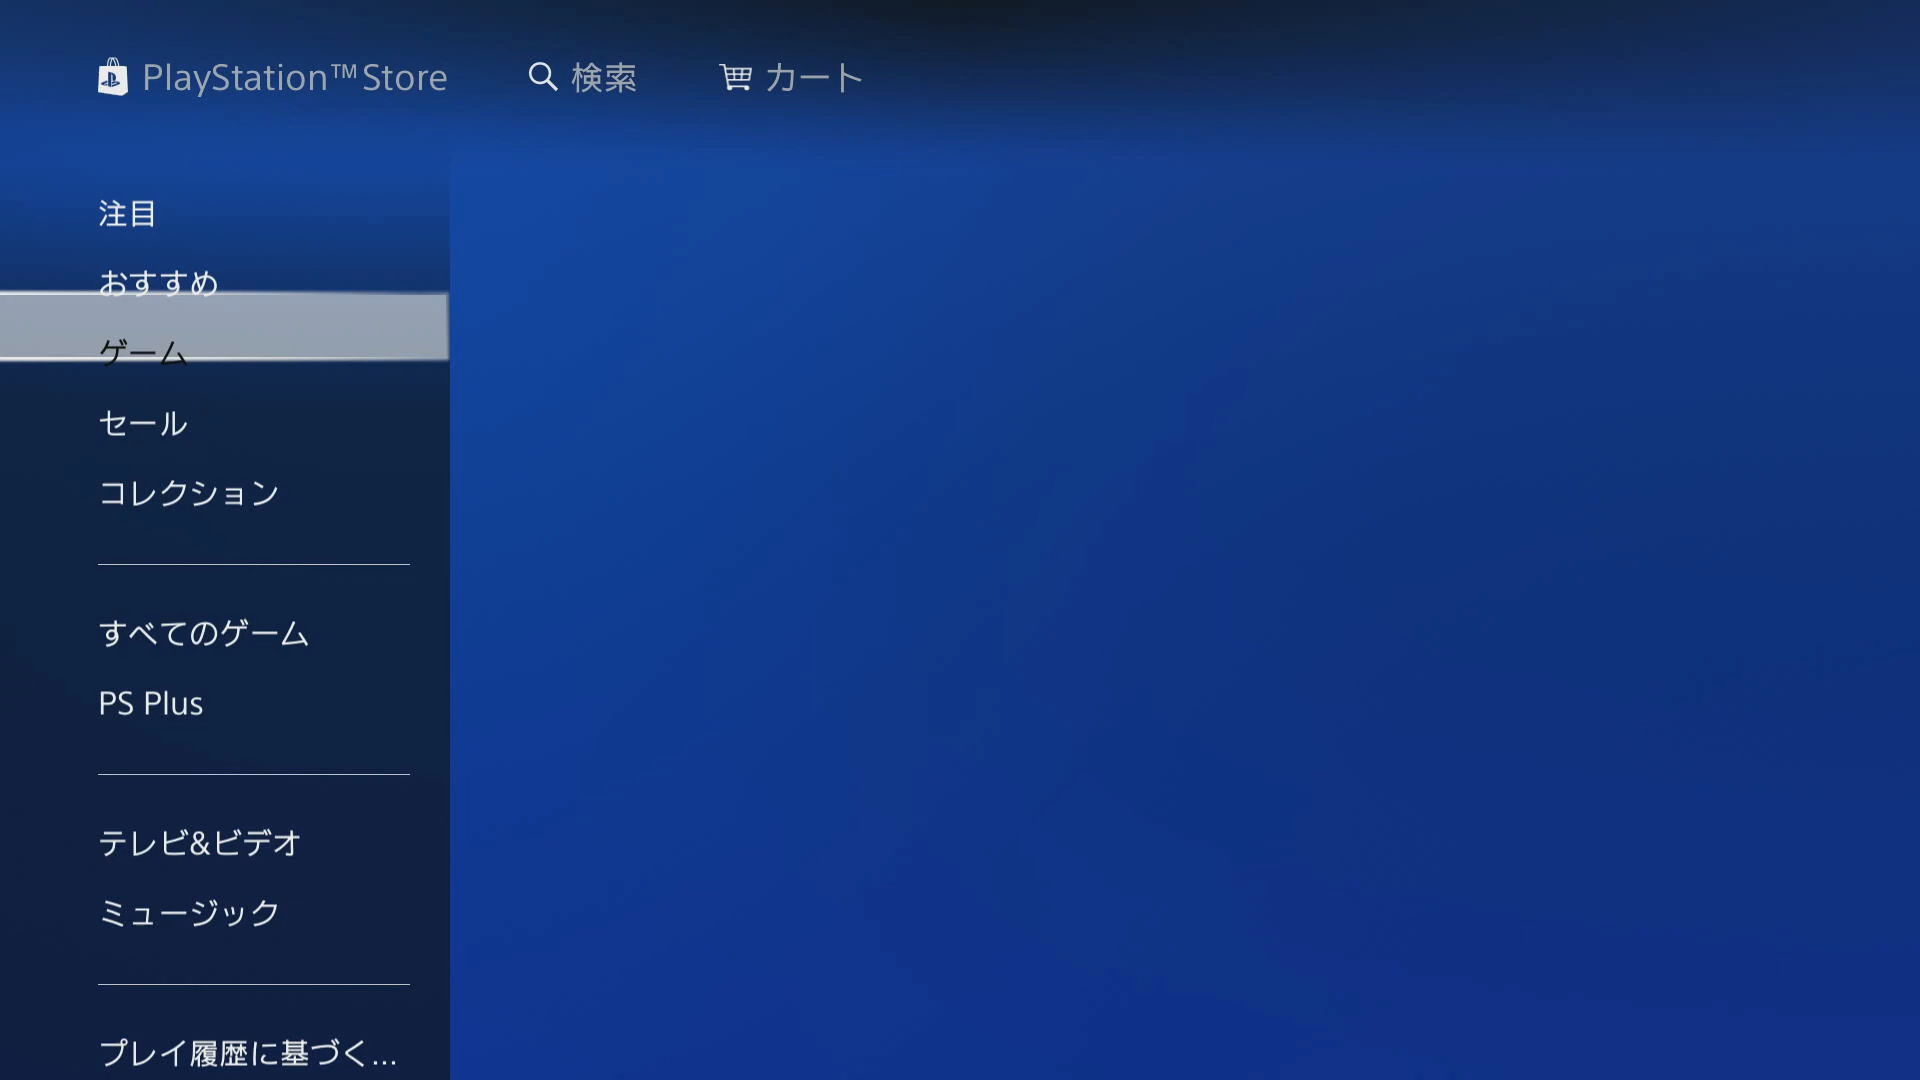 PlayStation™Store
検索
カート
注目
おすすめ
ゲーム
セール
コレクション
すべてのゲーム
PS Plus
テレビ&ビデオ
ミュージック
プレイ履歴に基づく...